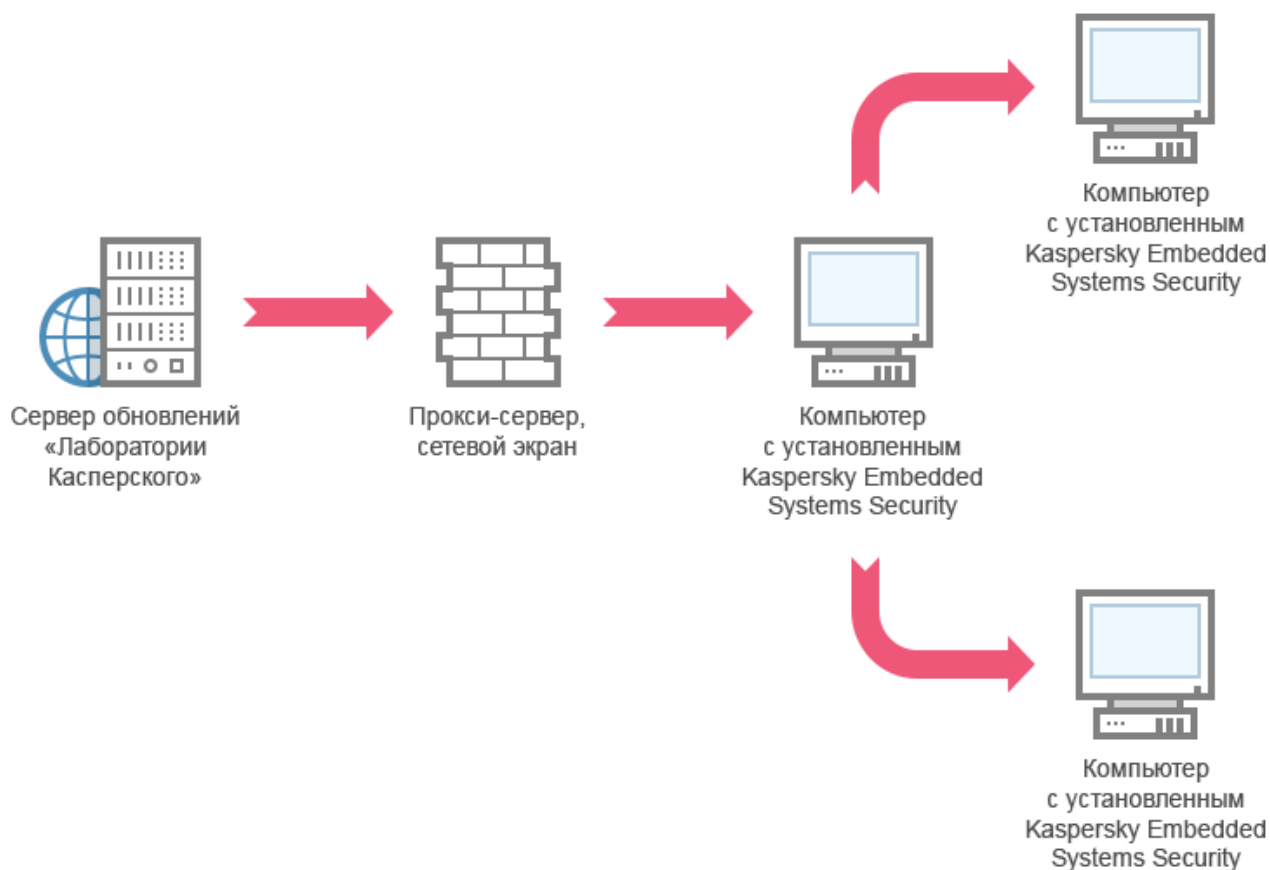 Сервер обновлений
«Лаборатории
Касперского»
Прокси-сервер,
сетевой экран
Компьютер
с установленным
Kaspersky Embedded
Systems Security
Компьютер
с установленным
Kaspersky Embedded
Systems Security
Компьютер
с установленным
Kaspersky Embedded
Systems Security